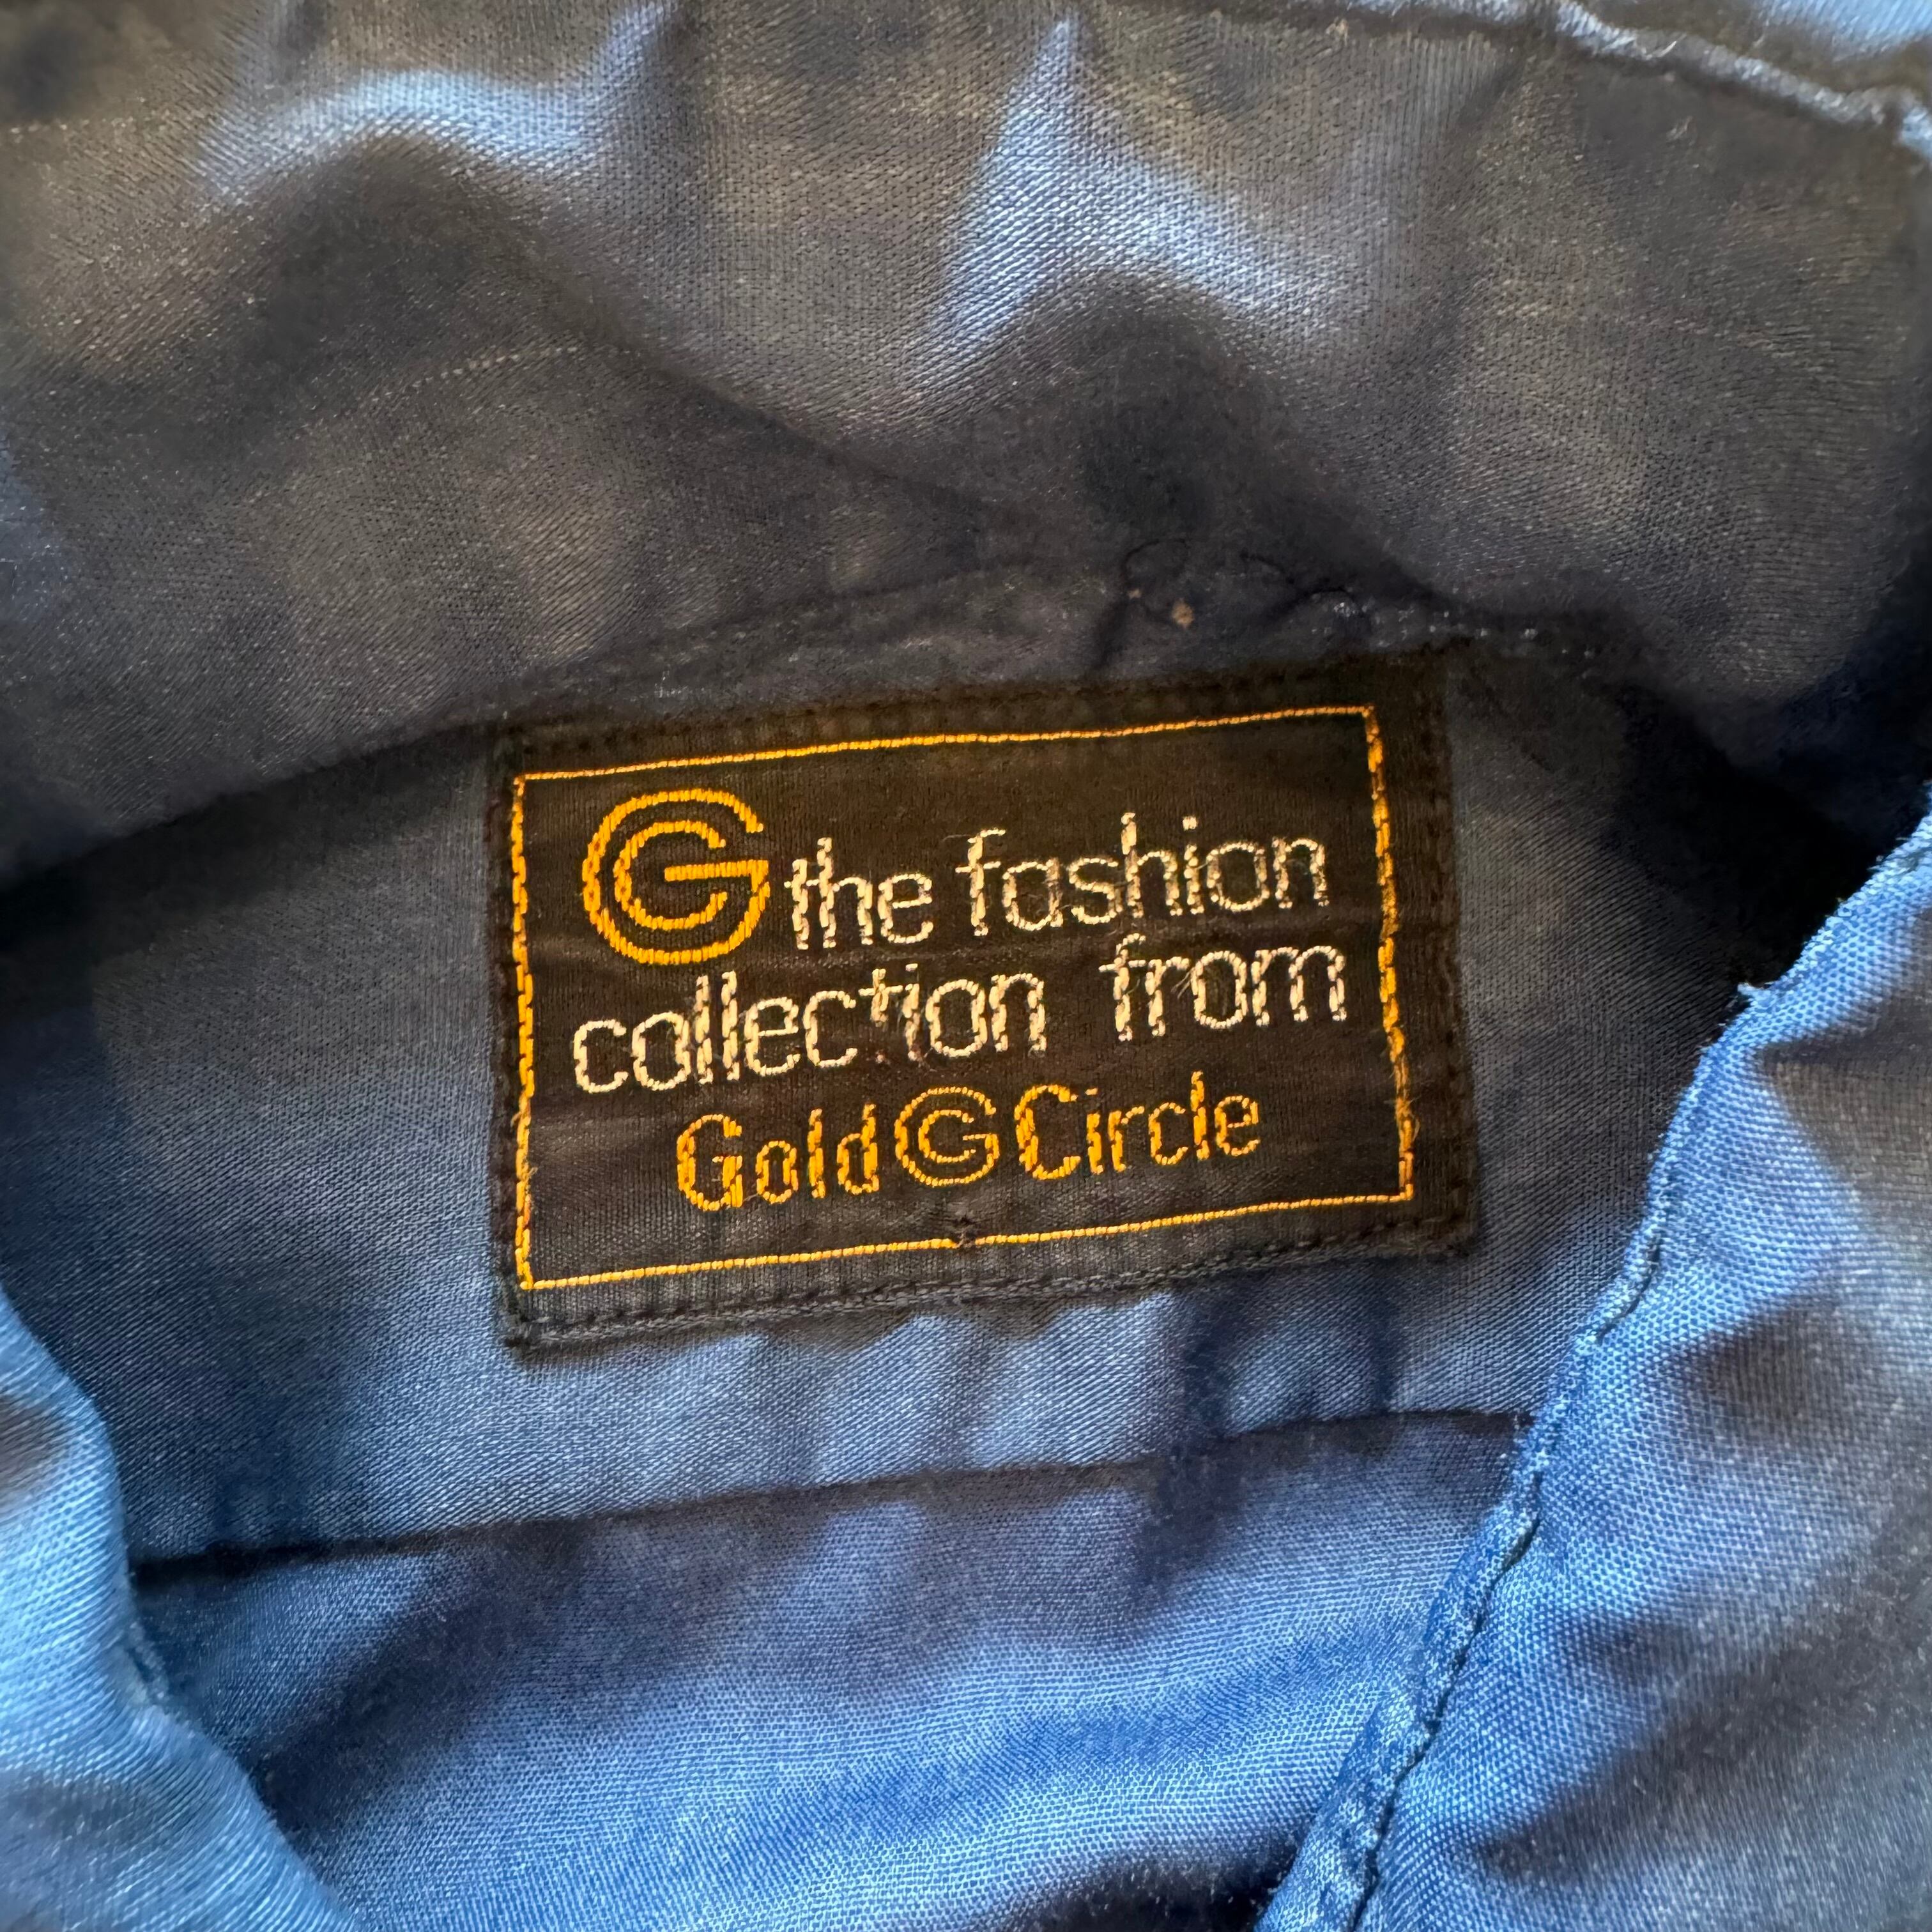 G the fashion
collection from
Gold G Circle